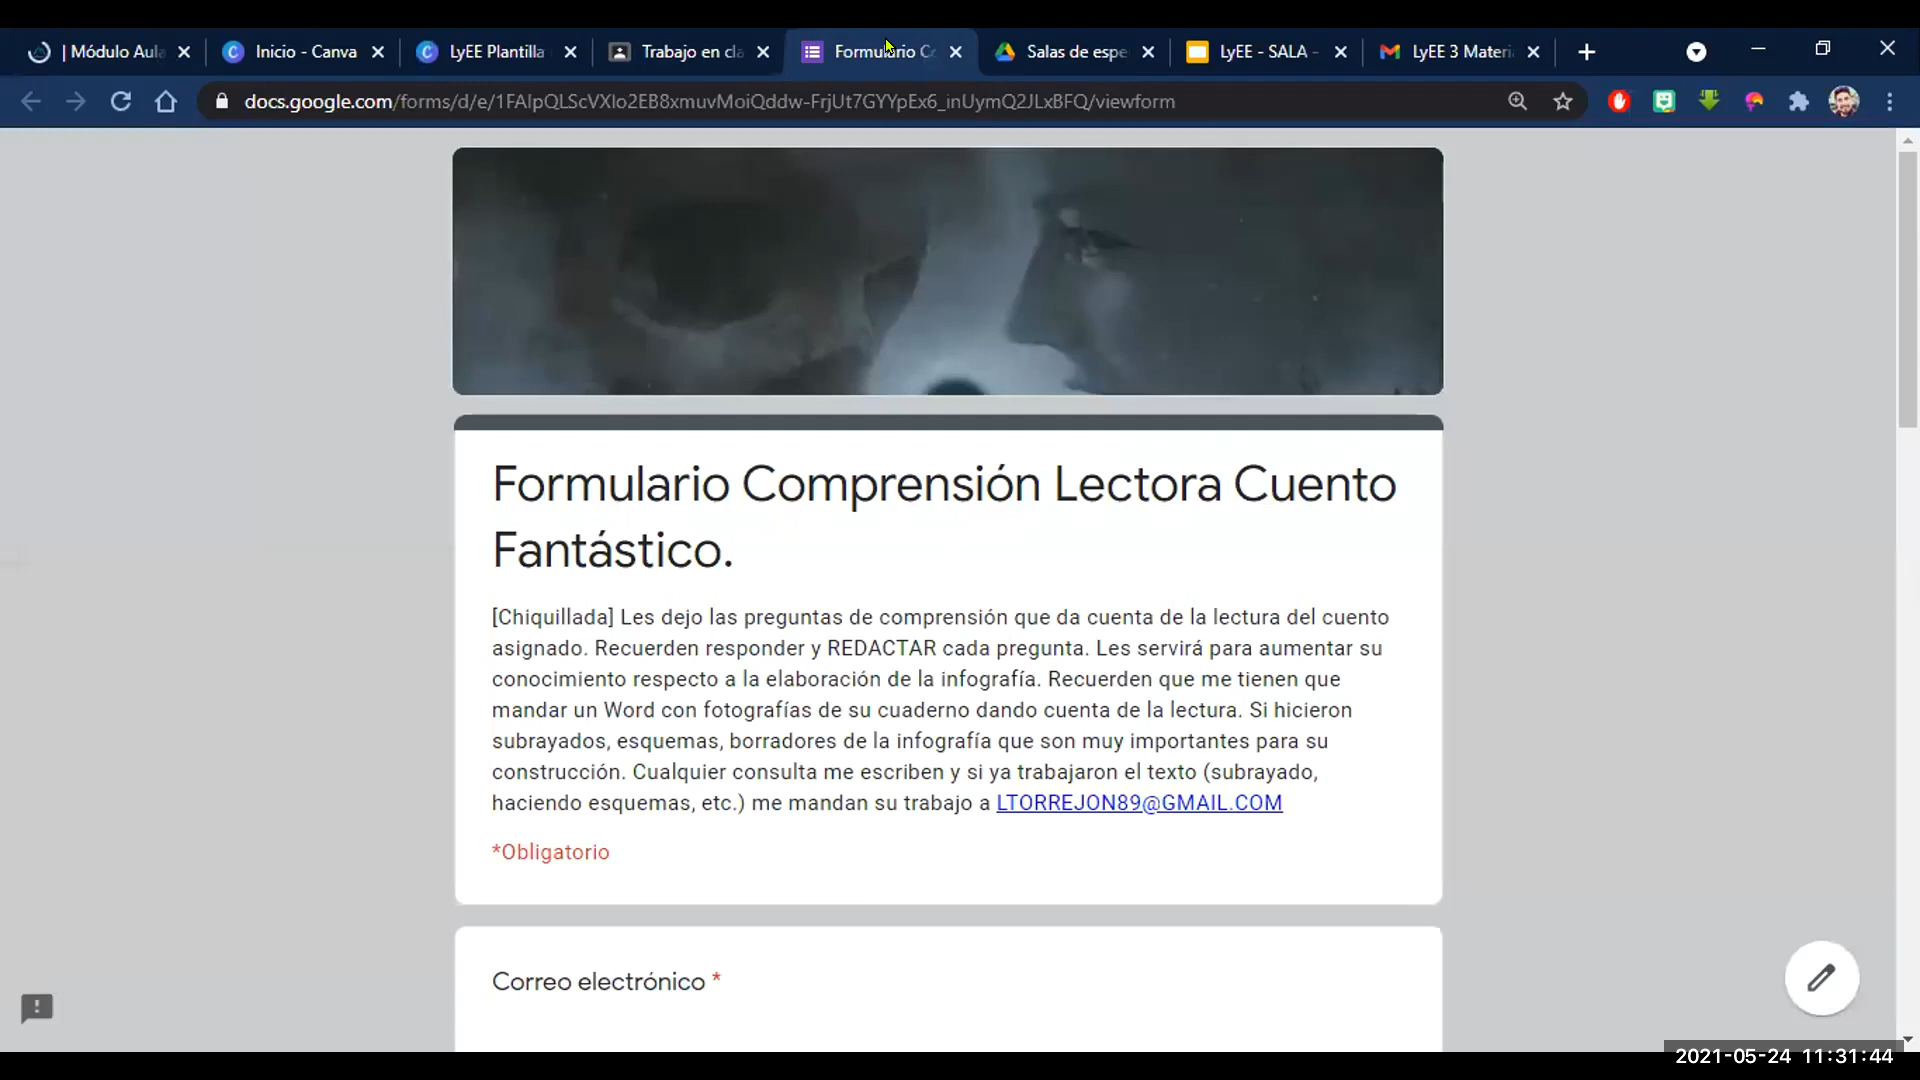 | Módulo Aula
Inicio - Canva
LyEE Plantilla
Trabajo en cla
Formulario Co
Salas de espe
LyEE - SALA -
LyEE 3 Materi
docs.google.com/forms/d/e/1FAIpQLScVXIo2EB8xmuvMoiQddw-FrjUt7GYYpEx6_inUymQ2JLxBFQ/viewform
Formulario Comprensión Lectora Cuento
Fantástico.
[Chiquillada] Les dejo las preguntas de comprensión que da cuenta de la lectura del cuento
asignado. Recuerden responder y REDACTAR cada pregunta. Les servirá para aumentar su
conocimiento respecto a la elaboración de la infografía. Recuerden que me tienen que
mandar un Word con fotografías de su cuaderno dando cuenta de la lectura. Si hicieron
subrayados, esquemas, borradores de la infografía que son muy importantes para su
construcción. Cualquier consulta me escriben y si ya trabajaron el texto (subrayado,
haciendo esquemas, etc.) me mandan su trabajo a LTORREJON89@GMAIL.COM
*Obligatorio
Correo electrónico *
2021-05-24 11:31:44